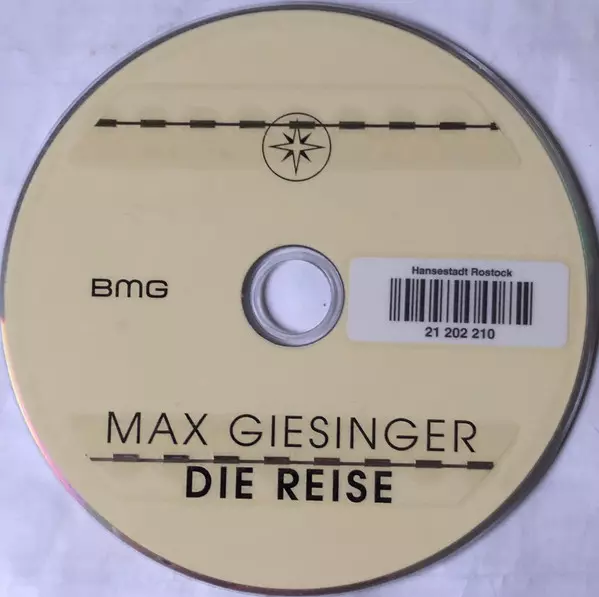 BMG
Hansestadt Rostock
21 202 210
MAX GIESINGER
DIE REISE